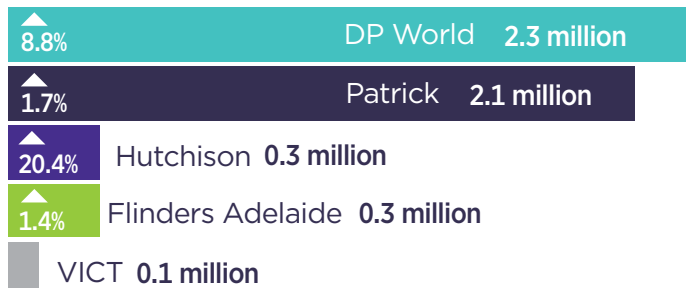 8.8% DP World 2.3 million
1.7% Patrick 2.1 million
20.4% Hutchison 0.3 million
1.4% Flinders Adelaide 0.3 million
VICT 0.1 million